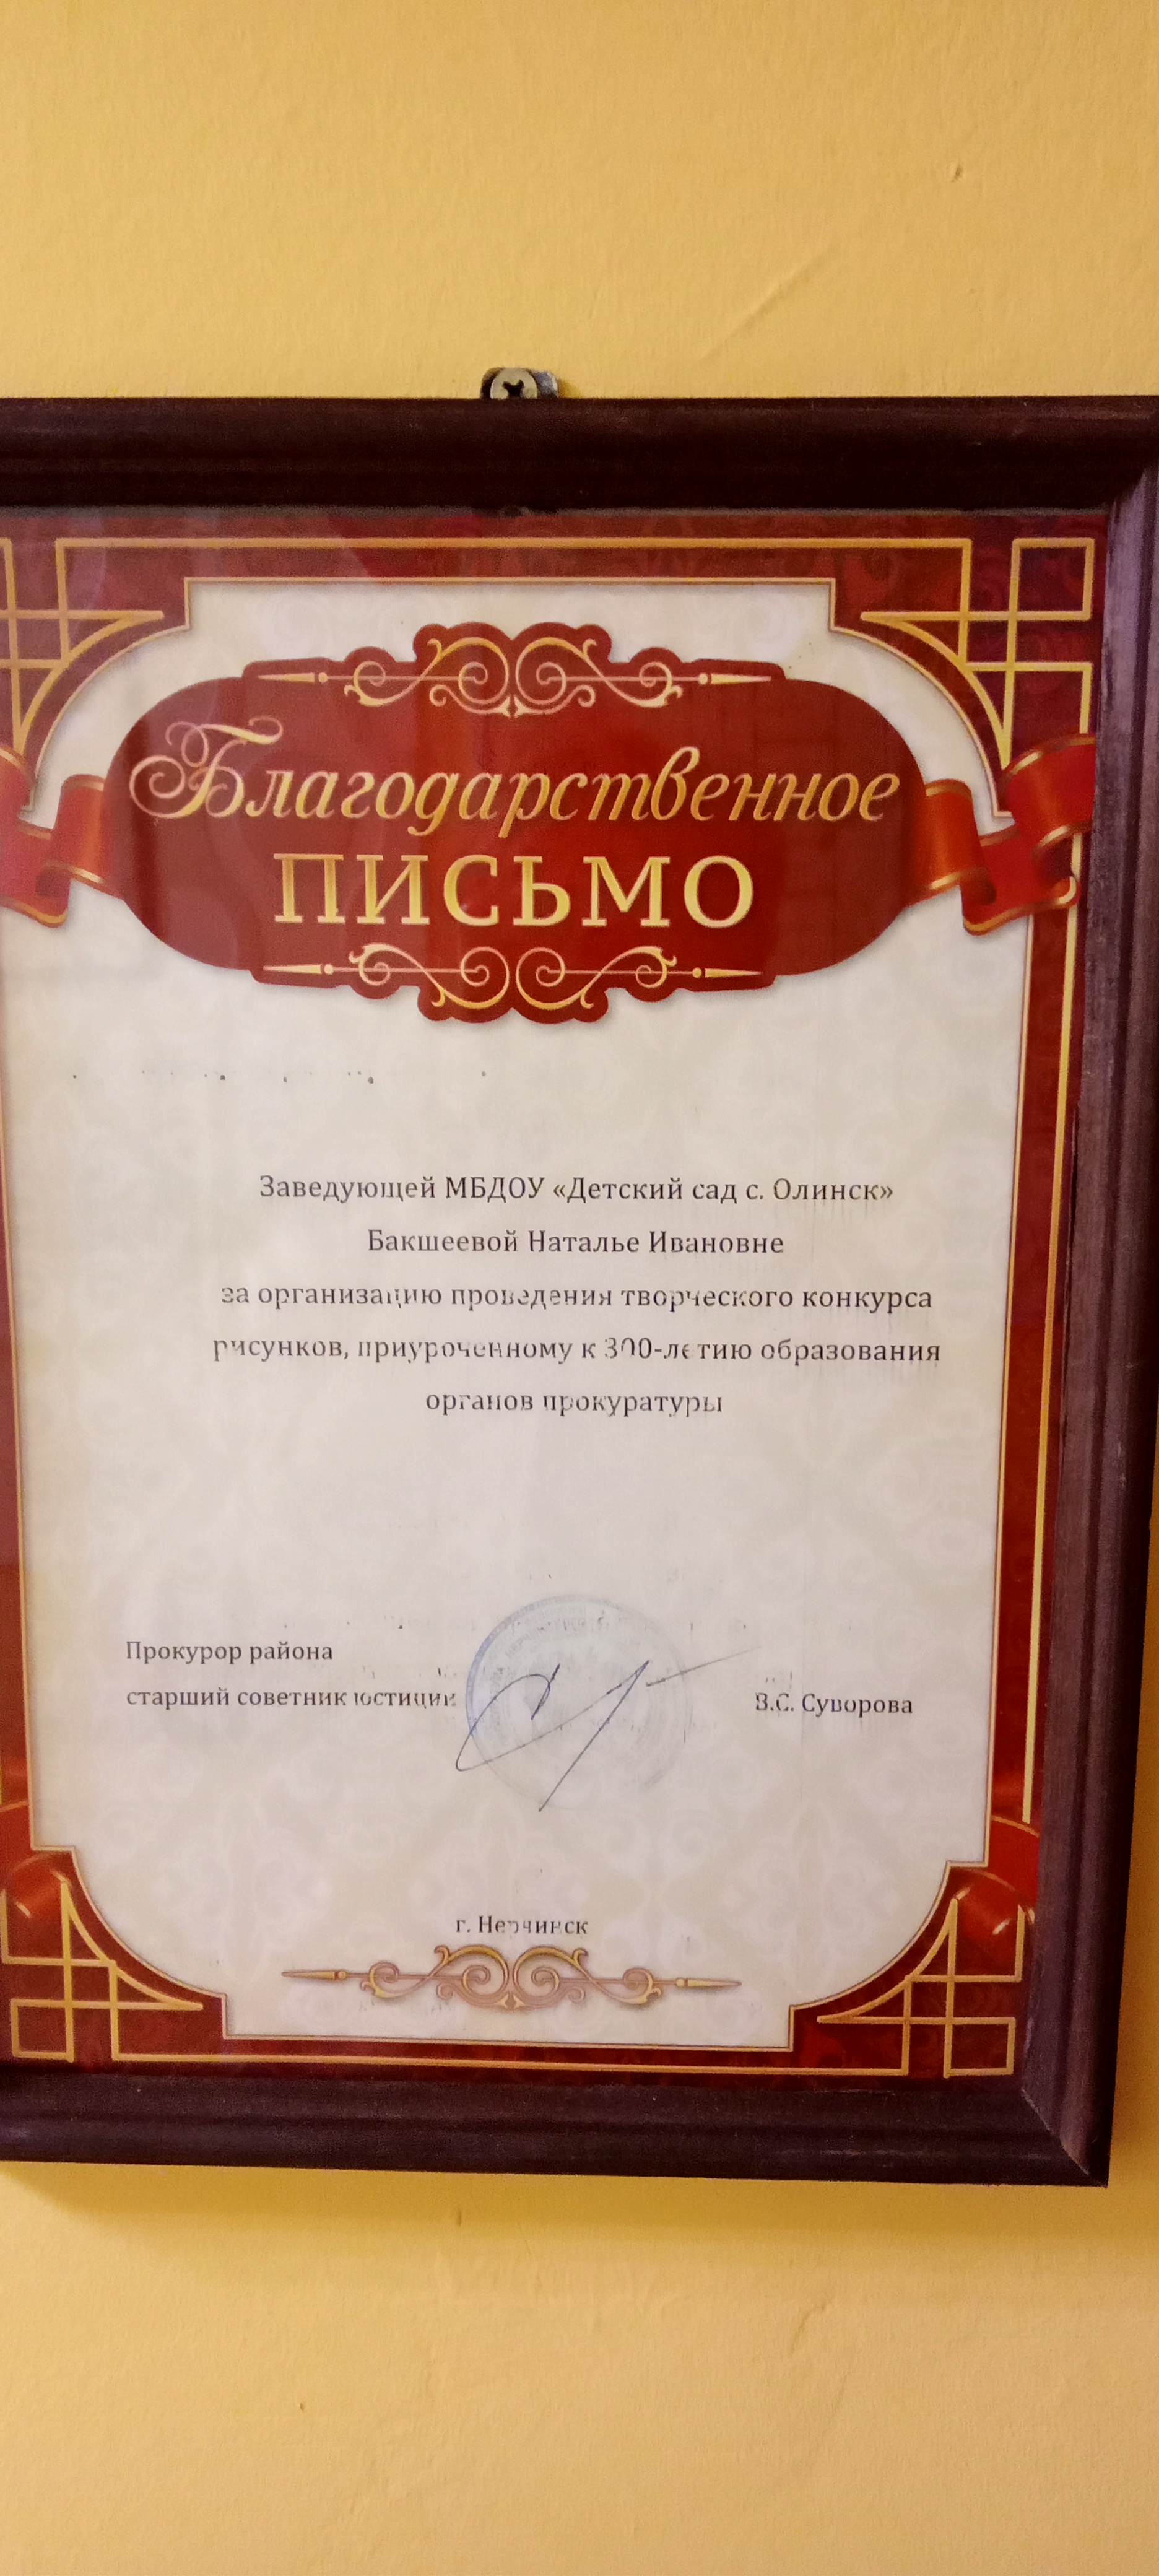 Благодарственное
ПИСЬМО
Заведующей МБДОУ «Детский сад с. Олинск»
Бакшеевой Наталье Ивановне
за организацию проведения творческого конкурса
рисунков, приуроченному к 300-летию образования
органов прокуратуры
Прокурор района
старший советник юстиции
В.С. Суворова
г. Нерчинск